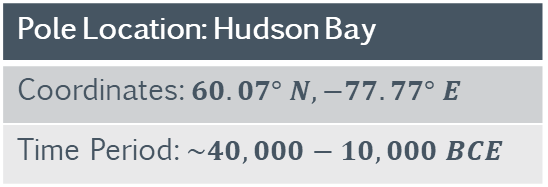 Pole Location: Hudson Bay
Coordinates: 60.07° N, −77.77° E
Time Period: ~40,000 – 10,000 BCE